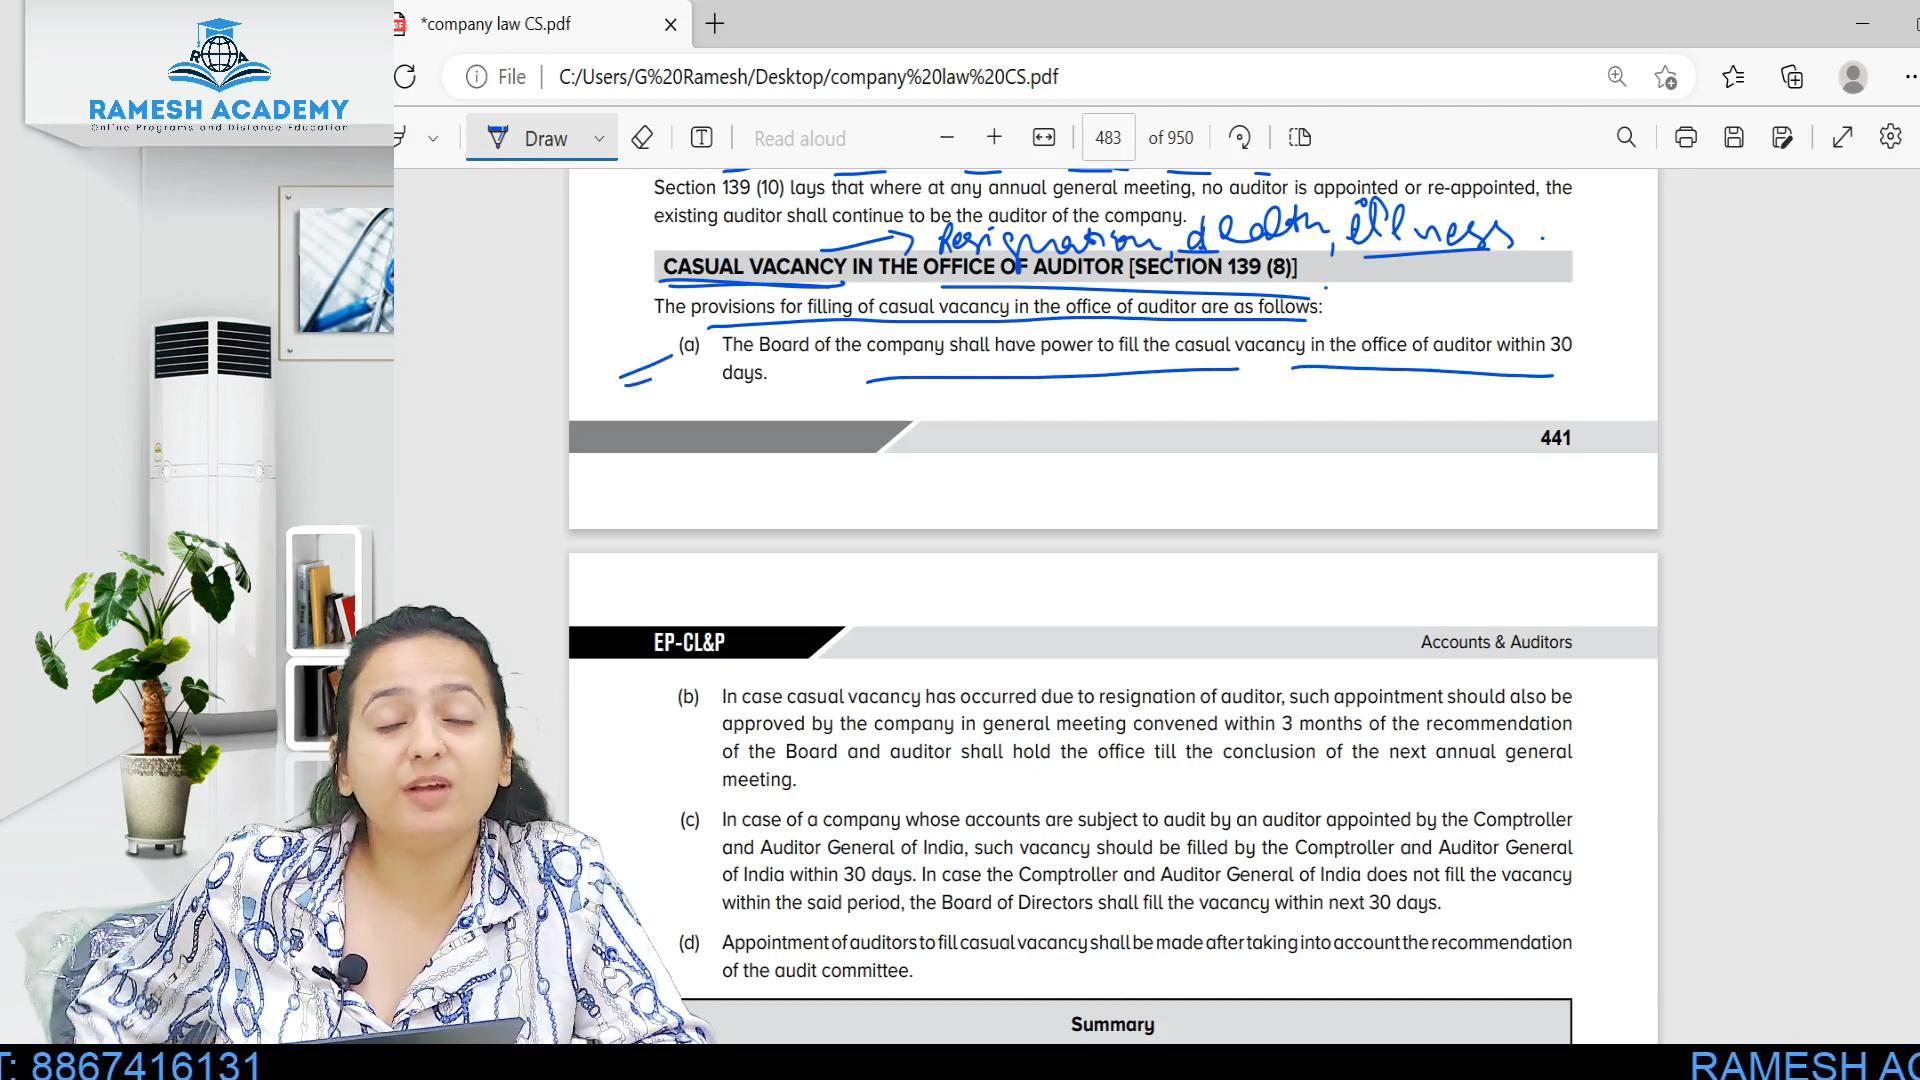 *company law CS.pdf
File
C:/Users/G%20Ramesh/Desktop/company%20law%20CS.pdf
RAMESH ACADEMY
Online Programs and Distance Education
Draw
Read aloud
483
of 950
Section 139 (10) lays that where at any annual general meeting, no auditor is appointed or re-appointed, the
existing auditor shall continue to be the auditor of the company.
Resignation, death, illness.
CASUAL VACANCY IN THE OFFICE OF AUDITOR [SECTION 139 (8)]
The provisions for filling of casual vacancy in the office of auditor are as follows:
(a) The Board of the company shall have power to fill the casual vacancy in the office of auditor within 30
days.
441
EP-CL&P
Accounts & Auditors
(b) In case casual vacancy has occurred due to resignation of auditor, such appointment should also be
approved by the company in general meeting convened within 3 months of the recommendation
of the Board and auditor shall hold the office till the conclusion of the next annual general
meeting.
(c) In case of a company whose accounts are subject to audit by an auditor appointed by the Comptroller
and Auditor General of India, such vacancy should be filled by the Comptroller and Auditor General
of India within 30 days. In case the Comptroller and Auditor General of India does not fill the vacancy
within the said period, the Board of Directors shall fill the vacancy within next 30 days.
(d) Appointment of auditors to fill casual vacancy shall be made after taking into account the recommendation
of the audit committee.
Summary
T: 8867416131
RAMESH AC